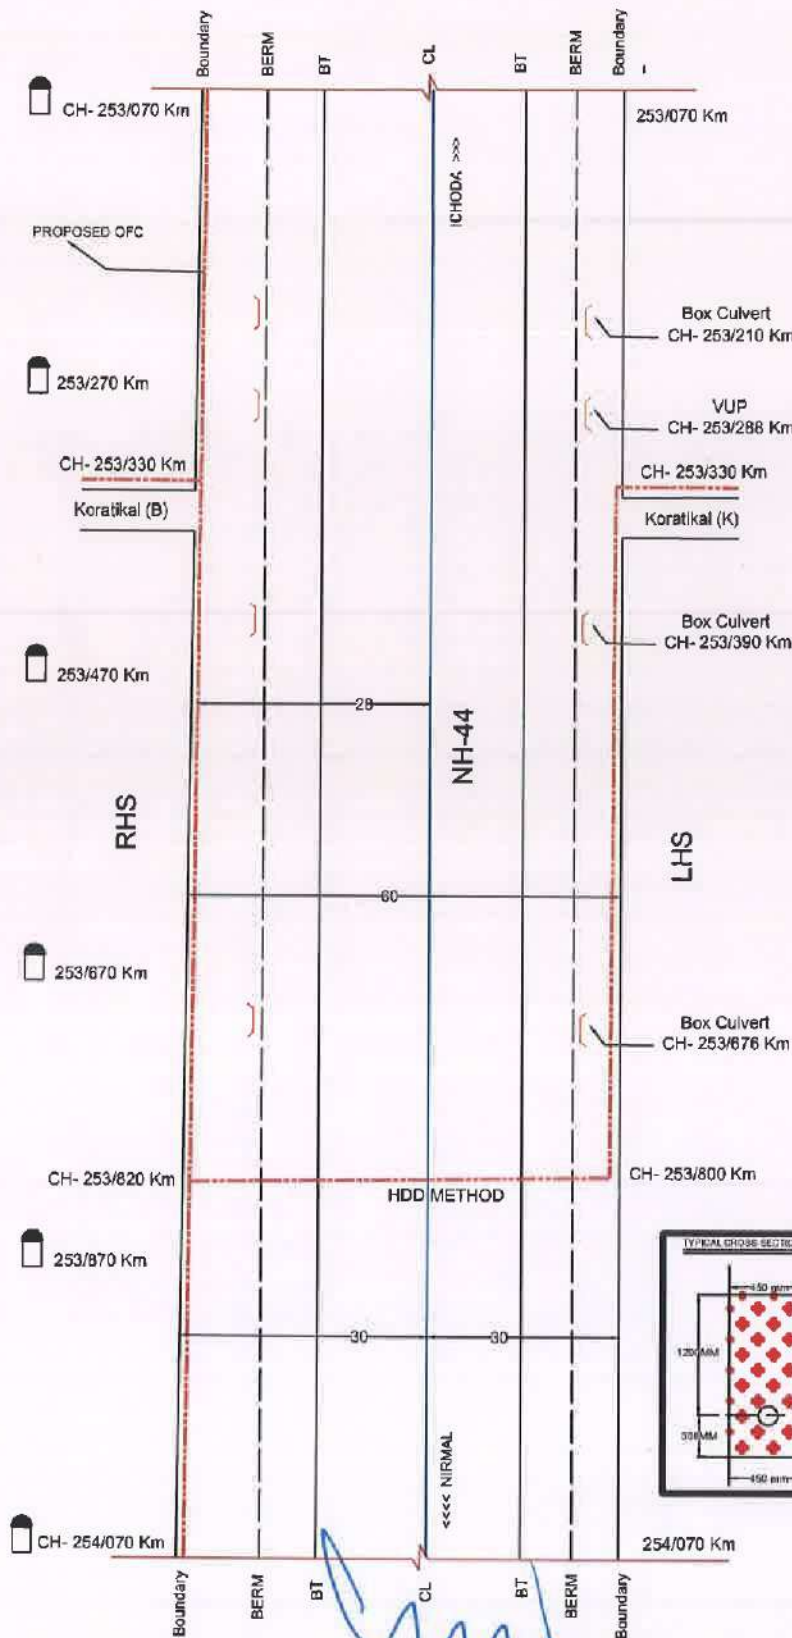 Boundary
BERM
BT
CL
BT
BERM
Boundary
CH- 253/070 Km
253/070 Km
ICHODA >>>
PROPOSED OFC
Box Culvert
CH- 253/210 Km
253/270 Km
VUP
CH- 253/288 Km
CH- 253/330 Km
CH- 253/330 Km
Koratikal (B)
Koratikal (K)
Box Culvert
CH- 253/390 Km
253/470 Km
28
NH-44
RHS
LHS
60
253/670 Km
Box Culvert
CH- 253/676 Km
CH- 253/820 Km
CH- 253/800 Km
HDD METHOD
253/870 Km
TYPICAL CROSS SECTIO
450 mm
1200MM
450 mm
30
30
<<<< NIRMAL
CH- 254/070 Km
254/070 Km
Boundary
BERM
BT
CL
BT
BERM
Boundary